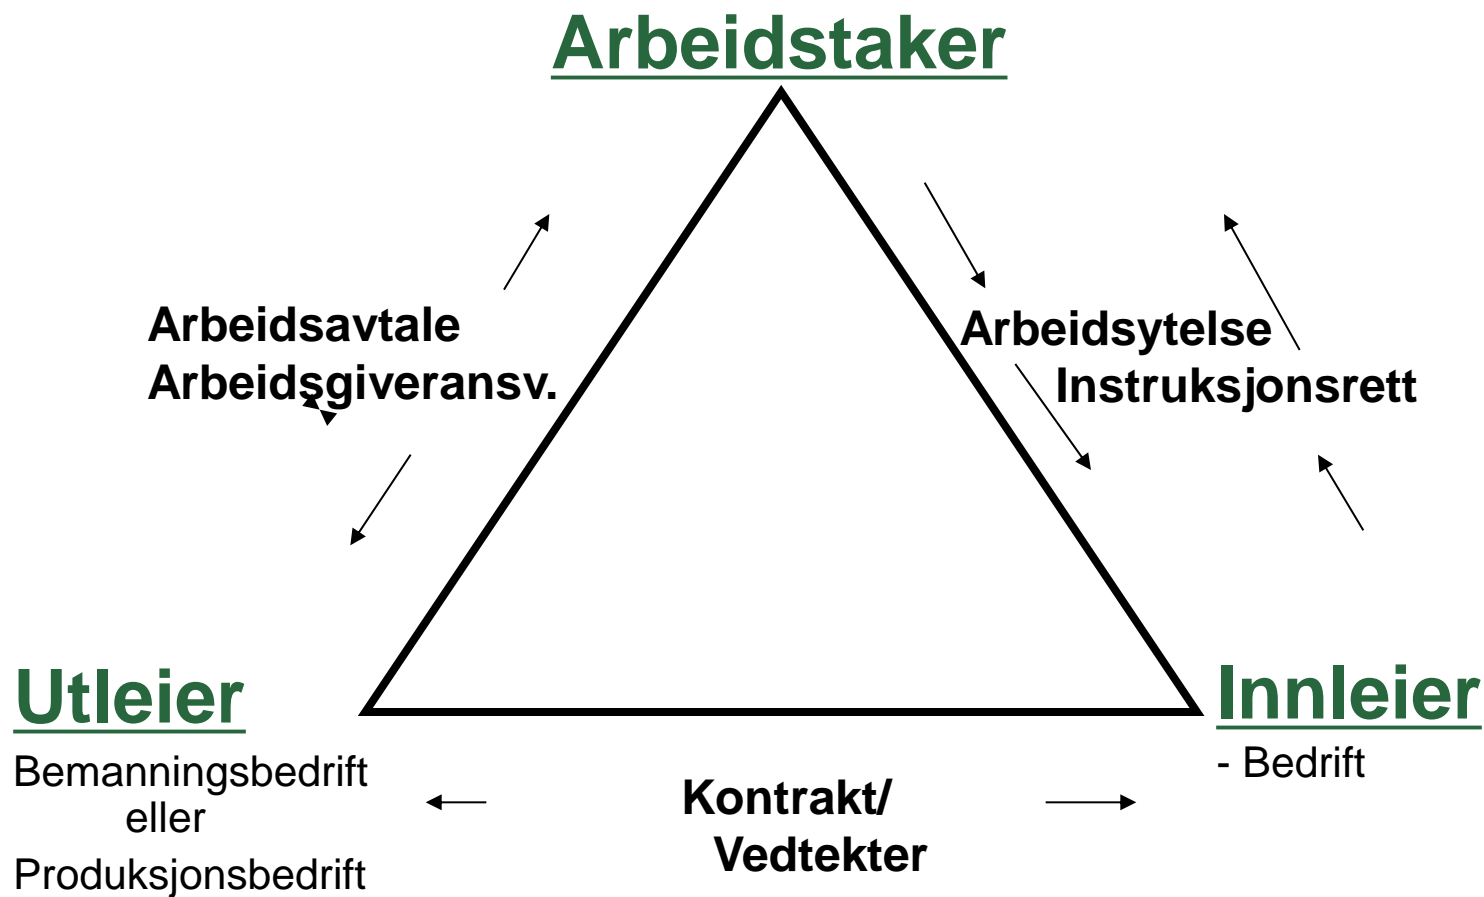 Arbeidstaker
Arbeidsavtale
Arbeidsgiveransv.
Arbeidsytelse
Instruksjonsrett
Utleier
Bemanningsbedrift
eller
Produksjonsbedrift
Innleier
- Bedrift
Kontrakt/
Vedtekter